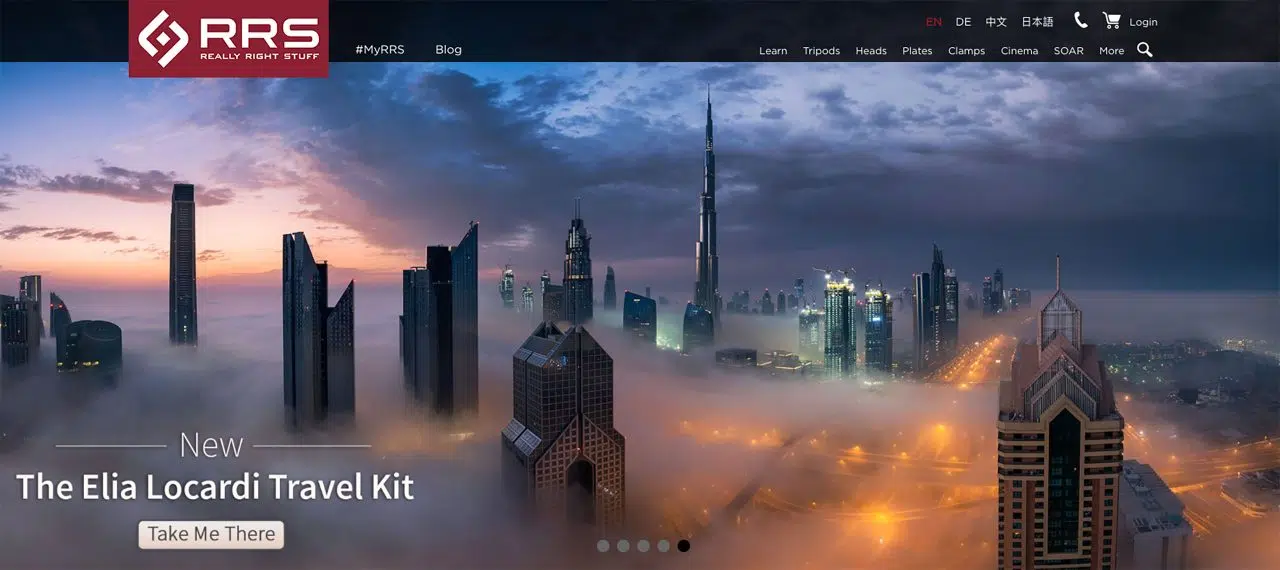 RRS
REALLY RIGHT STUFF
#MyRRS
Blog
EN DE 中文 日本語 Login
Learn Tripods Heads Plates Clamps Cinema SOAR More
New
The Elia Locardi Travel Kit
Take Me There